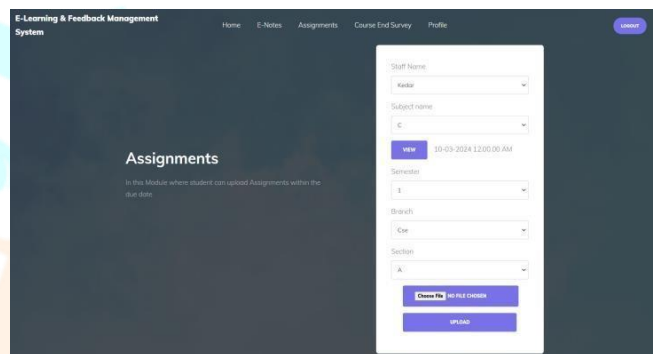 E-Learning & Feedback Management
System
Home E-Notes Assignments Course End Survey Profile
LOGOUT
Staff Name
Kedar
Subject name
C
VIEW 10-03-2024 12.00.00 AM
Semester
1
Branch
Cse
Section
A
Choose File NO FILE CHOSEN
UPLOAD
Assignments
In this Module where student can upload Assignments within the
due date